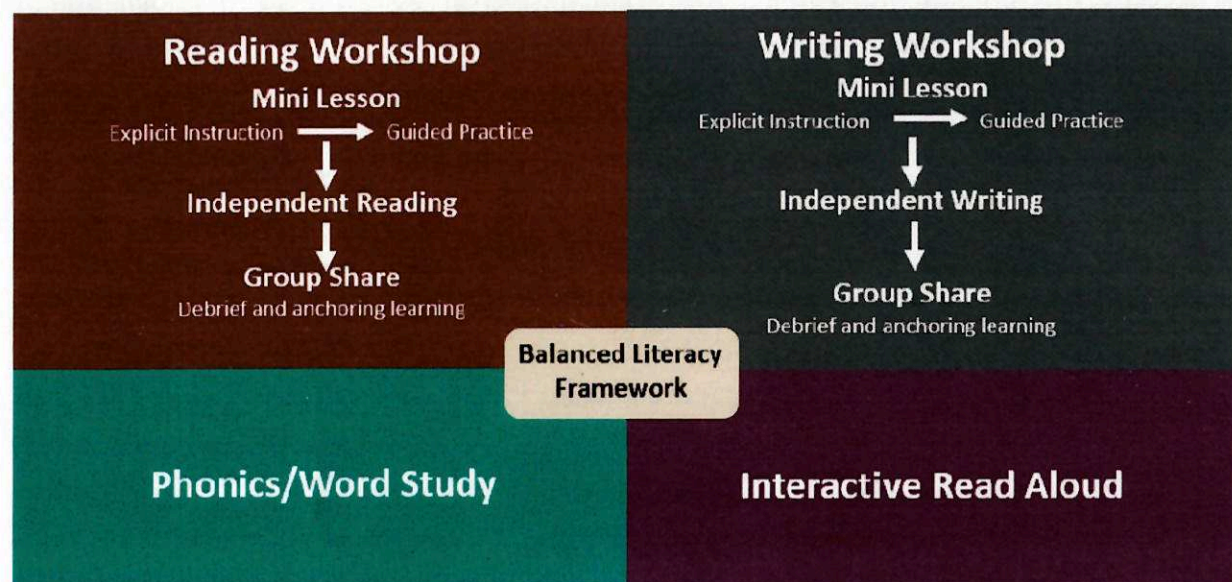 Reading Workshop
Mini Lesson
Explicit Instruction → Guided Practice
Independent Reading
Group Share
Debrief and anchoring learning
Writing Workshop
Mini Lesson
Explicit Instruction → Guided Practice
Independent Writing
Group Share
Debrief and anchoring learning
Balanced Literacy
Framework
Phonics/Word Study
Interactive Read Aloud